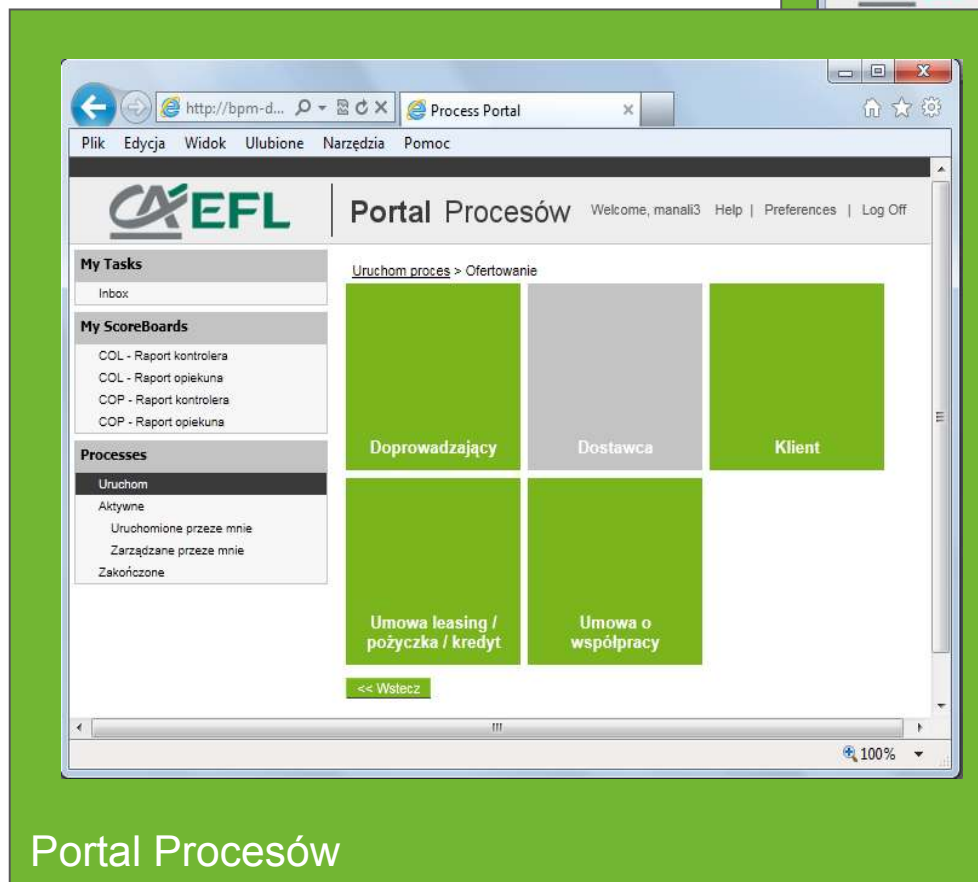 http://bpm-d...
Process Portal
Plik Edycja Widok Ulubione Narzędzia Pomoc
CA EFL
Portal Procesów
Welcome, manali3 Help | Preferences | Log Off
My Tasks
Inbox
My ScoreBoards
COL - Raport kontrolera
COL - Raport opiekuna
COP - Raport kontrolera
COP - Raport opiekuna
Processes
Uruchom
Aktywne
Uruchomione przeze mnie
Zarządzane przeze mnie
Zakończone
Uruchom proces > Ofertowanie
Doprowadzający
Dostawca
Klient
Umowa leasing /
pożyczka / kredyt
Umowa o
współpracy
<< Wstecz
100%
Portal Procesów